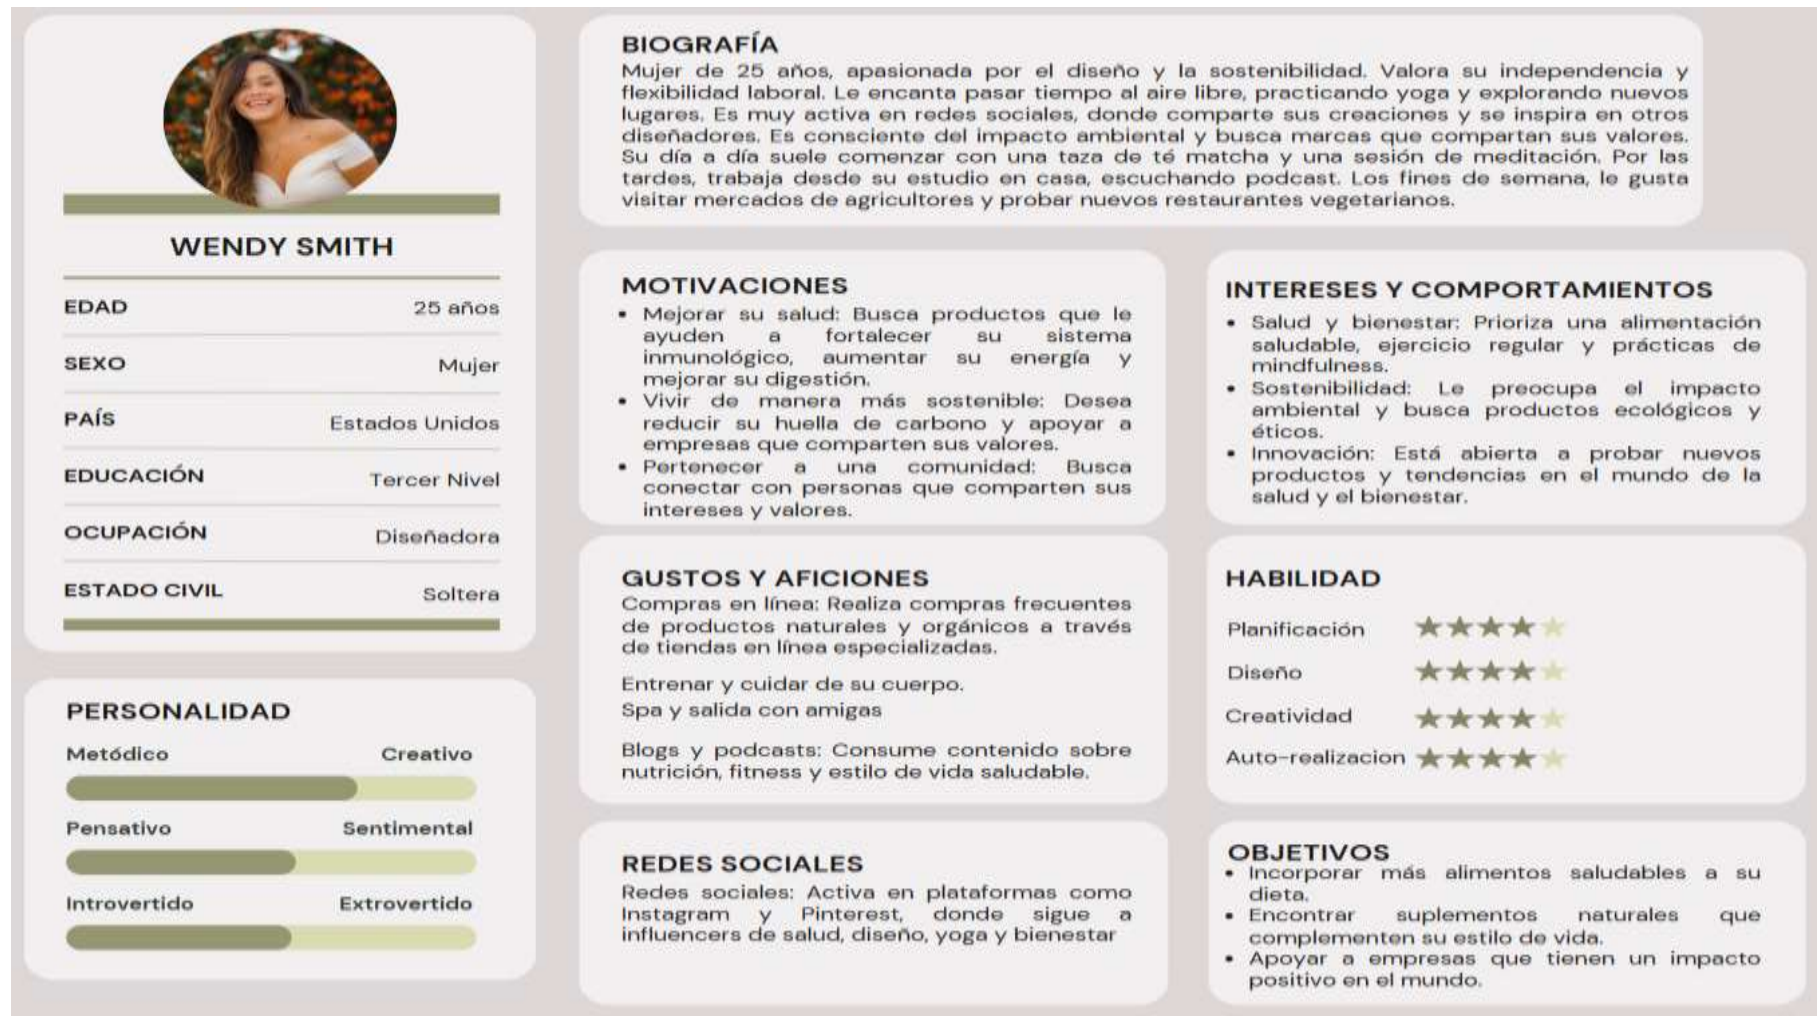 WENDY SMITH
EDAD 25 años
SEXO Mujer
PAÍS Estados Unidos
EDUCACIÓN Tercer Nivel
OCUPACIÓN Diseñadora
ESTADO CIVIL Soltera
PERSONALIDAD
Metódico Creativo
Pensativo Sentimental
Introvertido Extrovertido
BIOGRAFÍA
Mujer de 25 años, apasionada por el diseño y la sostenibilidad. Valora su independencia y
flexibilidad laboral. Le encanta pasar tiempo al aire libre, practicando yoga y explorando nuevos
lugares. Es muy activa en redes sociales, donde comparte sus creaciones y se inspira en otros
diseñadores. Es consciente del impacto ambiental y busca marcas que compartan sus valores.
Su día a día suele comenzar con una taza de té matcha y una sesión de meditación. Por las
tardes, trabaja desde su estudio en casa, escuchando podcast. Los fines de semana, le gusta
visitar mercados de agricultores y probar nuevos restaurantes vegetarianos.
MOTIVACIONES
• Mejorar su salud: Busca productos que le
ayuden a fortalecer su sistema
inmunológico, aumentar su energía y
mejorar su digestión.
• Vivir de manera más sostenible: Desea
reducir su huella de carbono y apoyar a
empresas que comparten sus valores.
• Pertenecer a una comunidad: Busca
conectar con personas que comparten sus
intereses y valores.
INTERESES Y COMPORTAMIENTOS
• Salud y bienestar: Prioriza una alimentación
saludable, ejercicio regular y prácticas de
mindfulness.
• Sostenibilidad: Le preocupa el impacto
ambiental y busca productos ecológicos y
éticos.
• Innovación: Está abierta a probar nuevos
productos y tendencias en el mundo de la
salud y el bienestar.
GUSTOS Y AFICIONES
Compras en línea: Realiza compras frecuentes
de productos naturales y orgánicos a través
de tiendas en línea especializadas.
Entrenar y cuidar de su cuerpo.
Spa y salida con amigas
Blogs y podcasts: Consume contenido sobre
nutrición, fitness y estilo de vida saludable.
HABILIDAD
Planificación
Diseño
Creatividad
Auto-realizacion
REDES SOCIALES
Redes sociales: Activa en plataformas como
Instagram y Pinterest, donde sigue a
influencers de salud, diseño, yoga y bienestar
OBJETIVOS
• Incorporar más alimentos saludables a su
dieta.
• Encontrar suplementos naturales que
complementen su estilo de vida.
• Apoyar a empresas que tienen un impacto
positivo en el mundo.